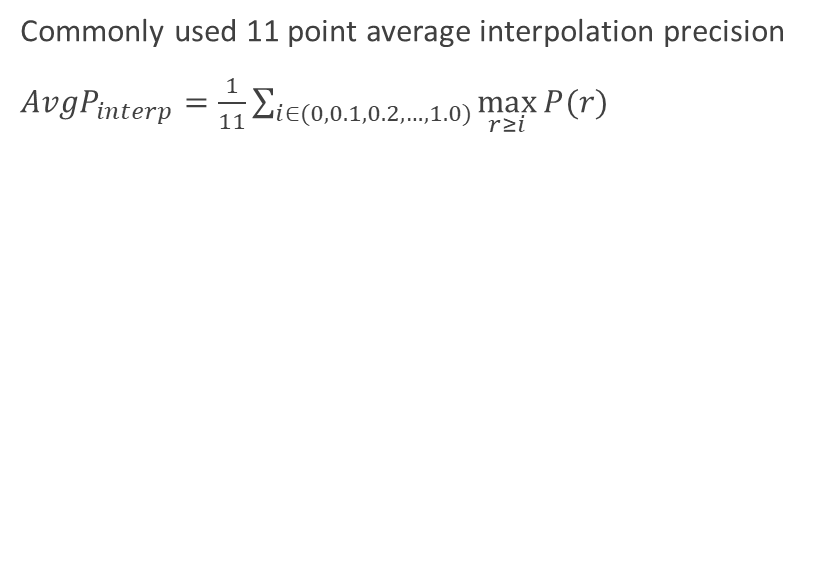 Commonly used 11 point average interpolation precision
AvgP_interp = 1/11 ∑_{i∈(0,0.1,0.2,…,1.0)} max_{r≥i} P(r)